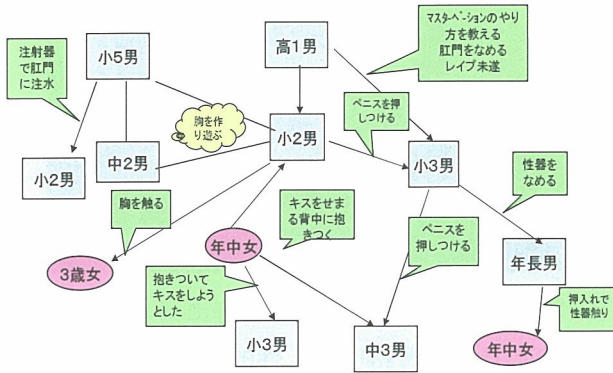 注射器
で肛門
に注水
小5男
高1男
マスターベーションのやり
方を教える
肛門をなめる
レイプ未遂
胸を作
り遊ぶ
ペニスを押
しつける
小2男
中2男
小2男
小3男
性器を
なめる
胸を触る
キスをせま
る背中に抱
きつく
ペニスを
押しつける
3歳女
年中女
年長男
抱きついて
キスをしよう
とした
押入れで
性器触り
小3男
中3男
年中女